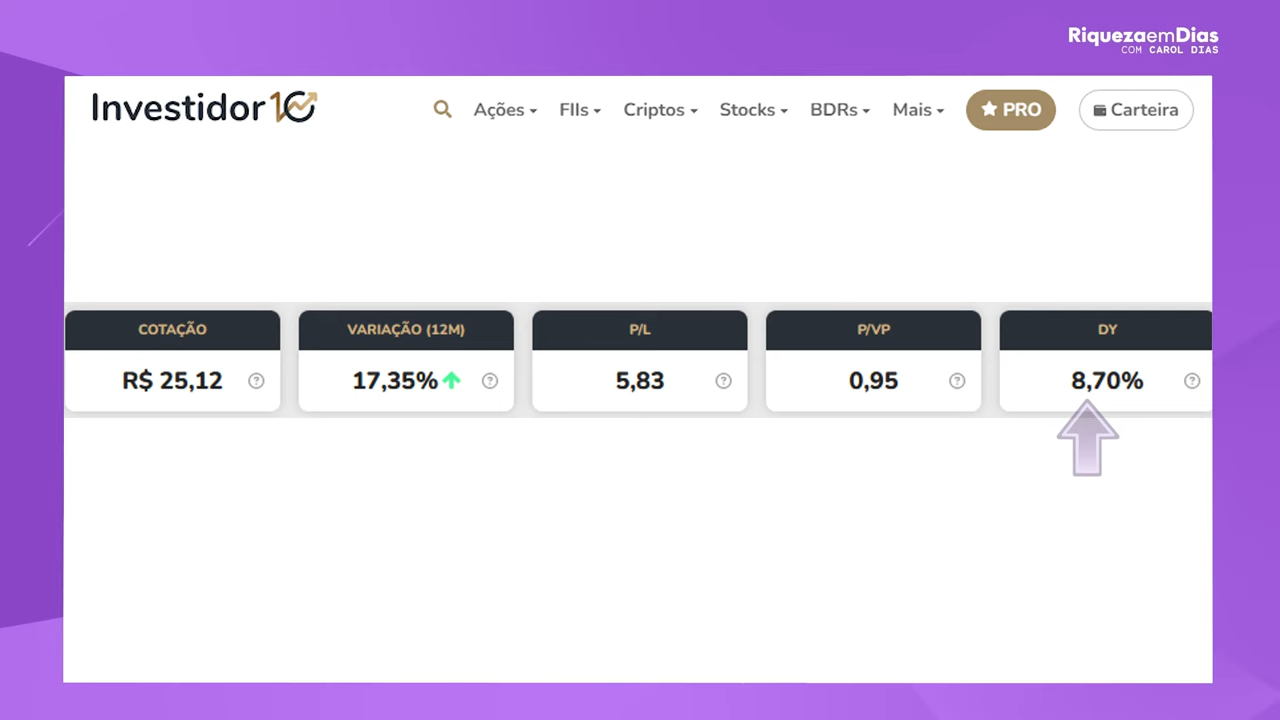 RiquezaemDias
COM CAROL DIAS
Investidor10
Ações FIIs Criptos Stocks BDRs Mais PRO Carteira
COTAÇÃO VARIAÇÃO (12M) P/L P/VP DY
R$ 25,12 ? 17,35% ? 5,83 ? 0,95 ? 8,70% ?